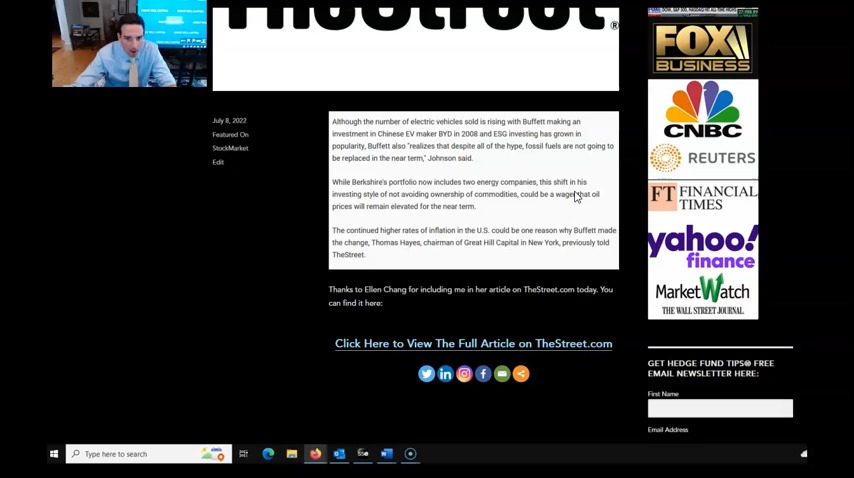 TheStreet®
July 8, 2022
Featured On
StockMarket
Edit
Although the number of electric vehicles sold is rising with Buffett making an
investment in Chinese EV maker BYD in 2008 and ESG investing has grown in
popularity, Buffett also "realizes that despite all of the hype, fossil fuels are not going to
be replaced in the near term," Johnson said.
While Berkshire's portfolio now includes two energy companies, this shift in his
investing style of not avoiding ownership of commodities, could be a wager that oil
prices will remain elevated for the near term.
The continued higher rates of inflation in the U.S. could be one reason why Buffett made
the change, Thomas Hayes, chairman of Great Hill Capital in New York, previously told
TheStreet.
Thanks to Ellen Chang for including me in her article on TheStreet.com today. You
can find it here:
Click Here to View The Full Article on TheStreet.com
FOX
BUSINESS
CNBC
REUTERS
FT FINANCIAL
TIMES
yahoo!
finance
MarketWatch
THE WALL STREET JOURNAL
GET HEDGE FUND TIPS® FREE
EMAIL NEWSLETTER HERE:
First Name
Email Address
Type here to search